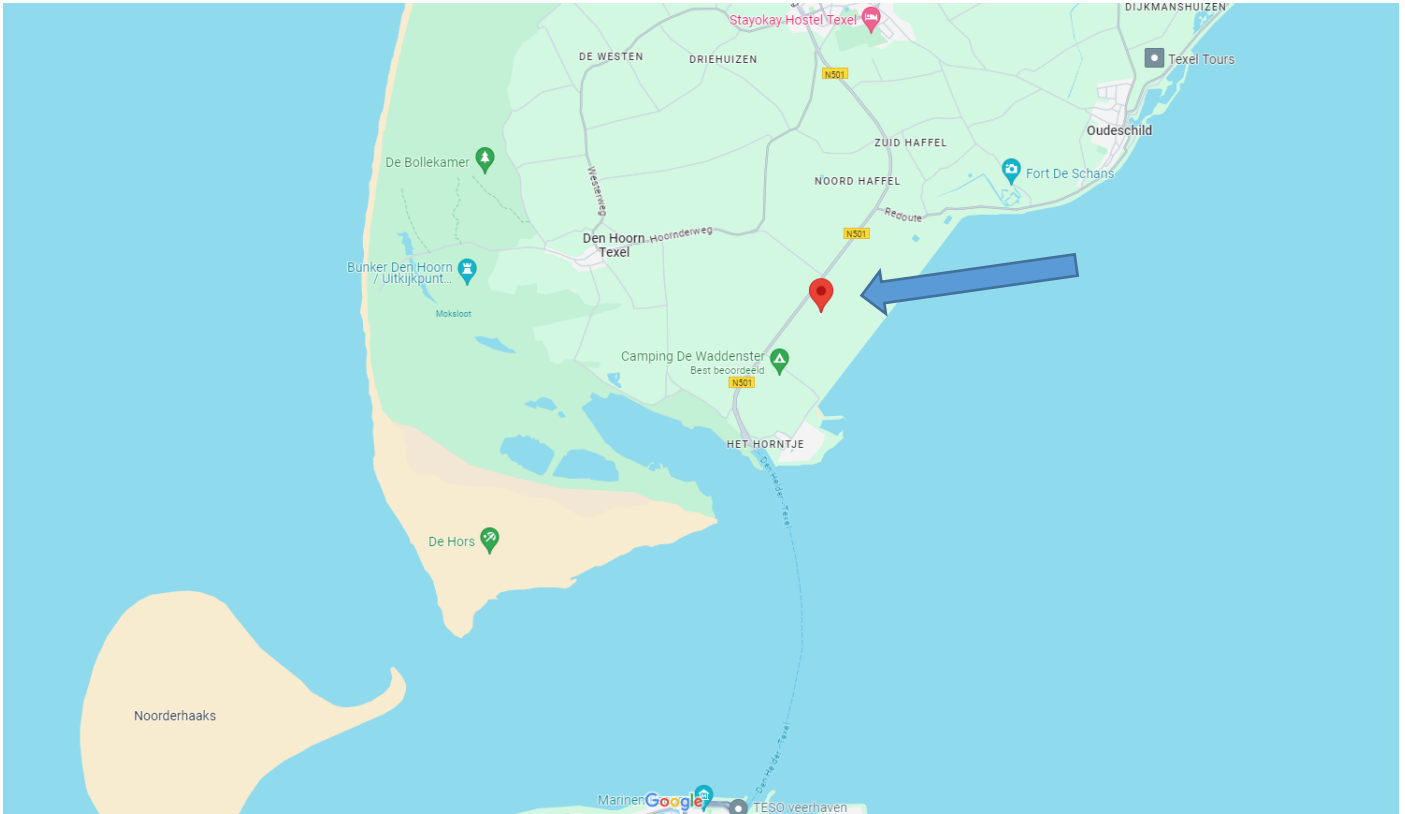 DIJKMANSHUIZEN
Stayokay Hostel Texel
DE WESTEN
DRIEHUIZEN
Texel Tours
N501
Oudeschild
ZUID HAFFEL
De Bollekamer
Fort De Schans
NOORD HAFFEL
Westerweg
Redoute
N501
Den Hoorn
Texel
Hoornderweg
Bunker Den Hoorn
/ Uitkijkpunt...
Moksloot
Camping De Waddenster
Best beoordeeld
N501
HET HORNTJE
Den Helder - Texel
De Hors
Noorderhaaks
Den Helder - Texel
Google
TESO veerhaven